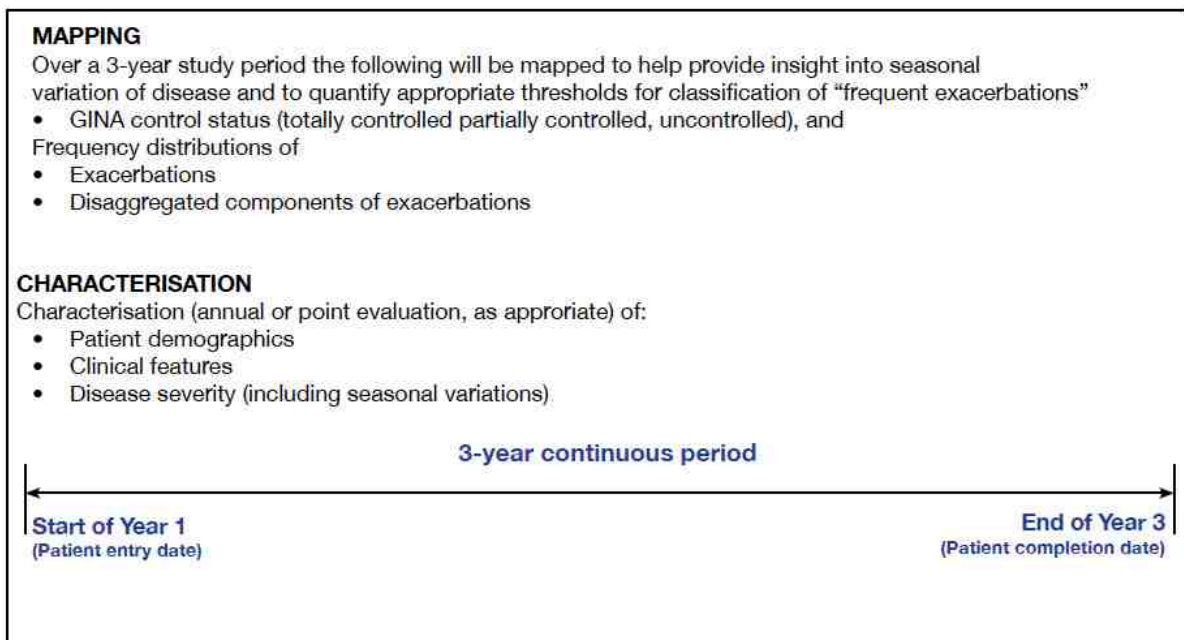 MAPPING
Over a 3-year study period the following will be mapped to help provide insight into seasonal
variation of disease and to quantify appropriate thresholds for classification of “frequent exacerbations”
• GINA control status (totally controlled partially controlled, uncontrolled), and
Frequency distributions of
• Exacerbations
• Disaggregated components of exacerbations
CHARACTERISATION
Characterisation (annual or point evaluation, as approriate) of:
• Patient demographics
• Clinical features
• Disease severity (including seasonal variations)
3-year continuous period
Start of Year 1
(Patient entry date)
End of Year 3
(Patient completion date)